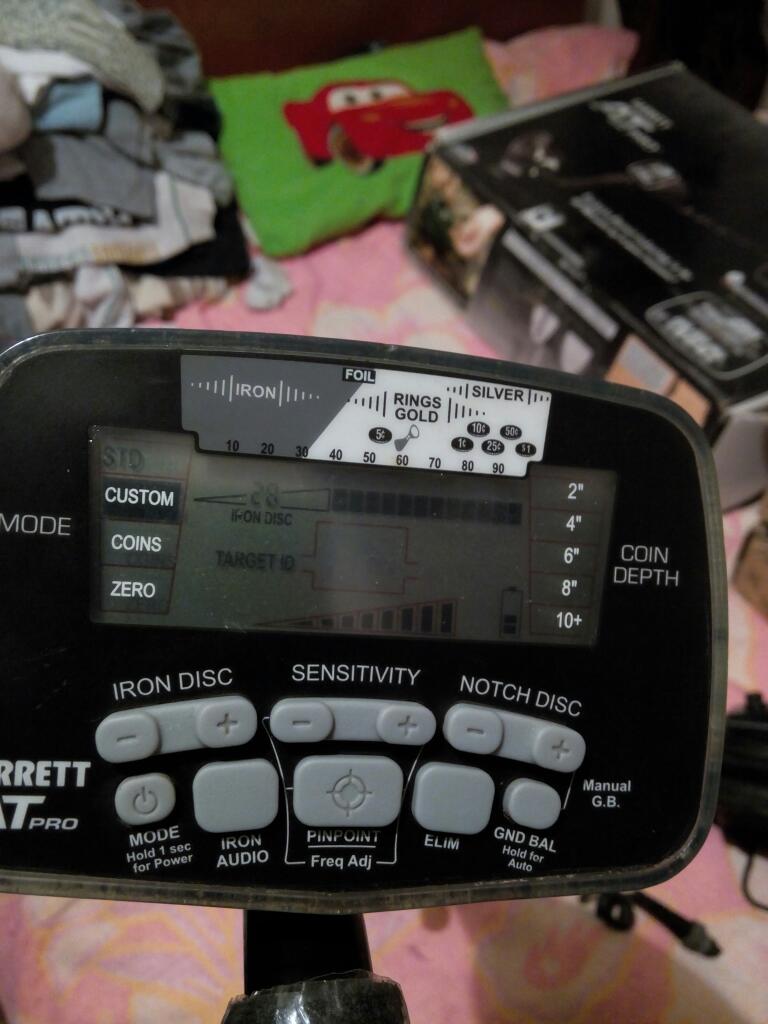 FOIL
IRON
RINGS
GOLD
SILVER
5¢
10¢
50¢
1¢
25¢
$1
10 20 30 40 50 60 70 80 90
STD
CUSTOM
COINS
ZERO
MODE
28
IRON DISC
TARGET ID
2"
4"
6"
8"
10+
COIN
DEPTH
IRON DISC
SENSITIVITY
NOTCH DISC
- +
- +
- +
RRETT
AT PRO
MODE
Hold 1 sec
for Power
IRON
AUDIO
PINPOINT
Freq Adj
ELIM
GND BAL
Hold for
Auto
Manual
G.B.
AT
PRO